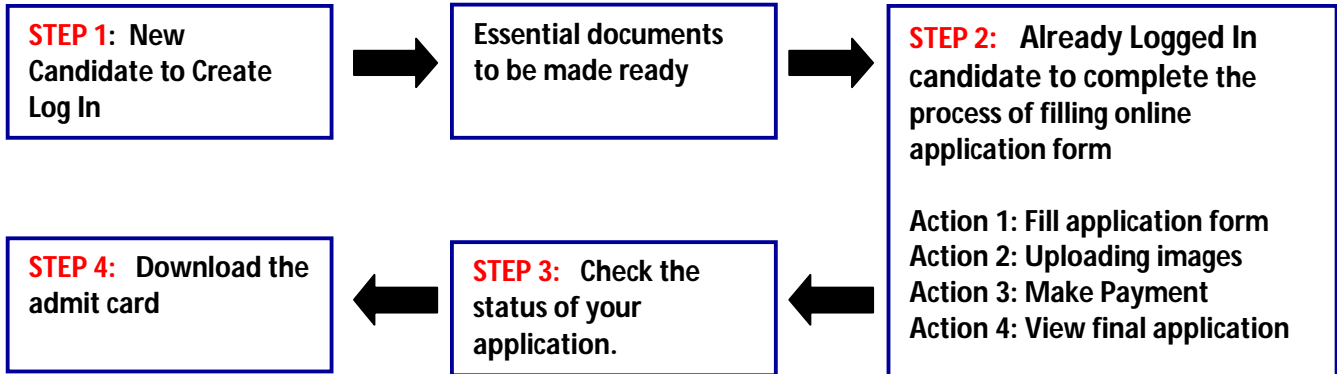 STEP 1: New
Candidate to Create
Log In
Essential documents
to be made ready
STEP 2: Already Logged In
candidate to complete the
process of filling online
application form
Action 1: Fill application form
Action 2: Uploading images
Action 3: Make Payment
Action 4: View final application
STEP 3: Check the
status of your
application.
STEP 4: Download the
admit card